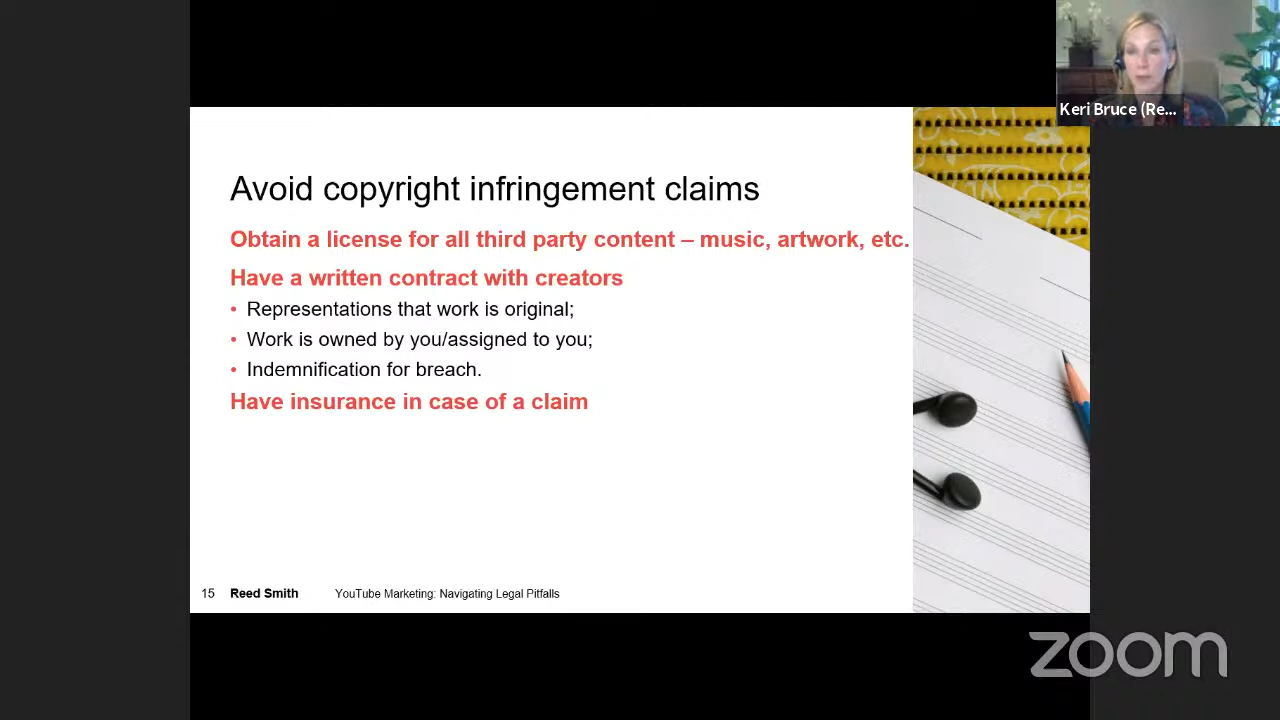 Keri Bruce (Re...
Avoid copyright infringement claims
Obtain a license for all third party content – music, artwork, etc.
Have a written contract with creators
• Representations that work is original;
• Work is owned by you/assigned to you;
• Indemnification for breach.
Have insurance in case of a claim
15 Reed Smith YouTube Marketing: Navigating Legal Pitfalls
zoom